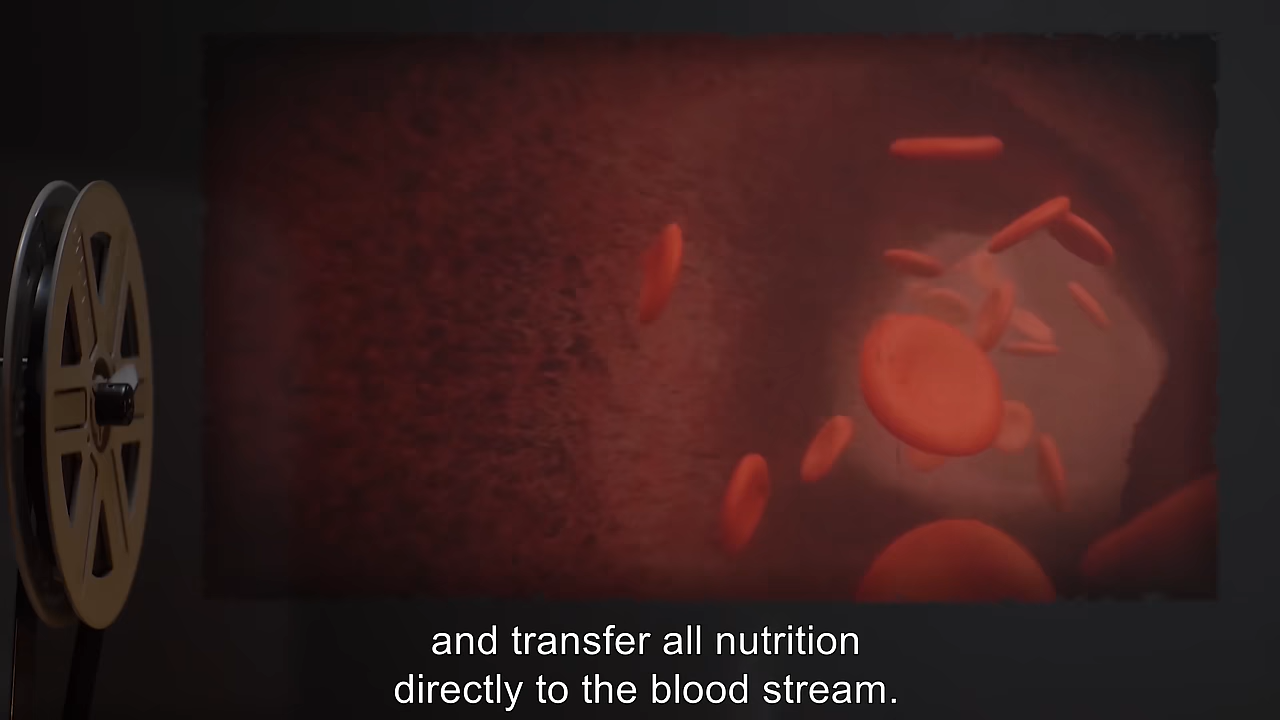 and transfer all nutrition
directly to the blood stream.